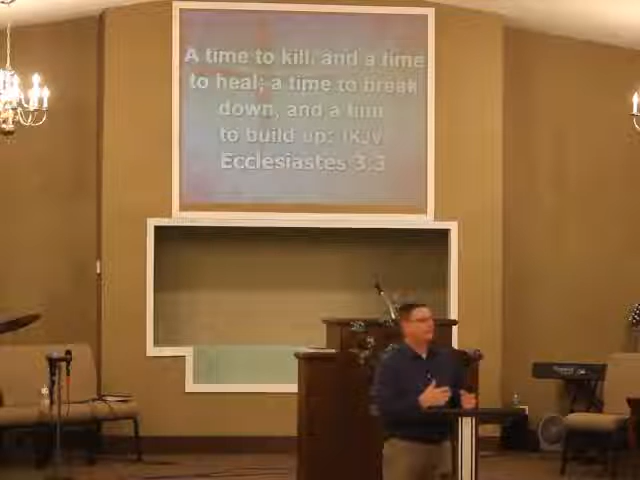 A time to kill, and a time
to heal; a time to break
down, and a time
to build up; (KJV
Ecclesiastes 3:3